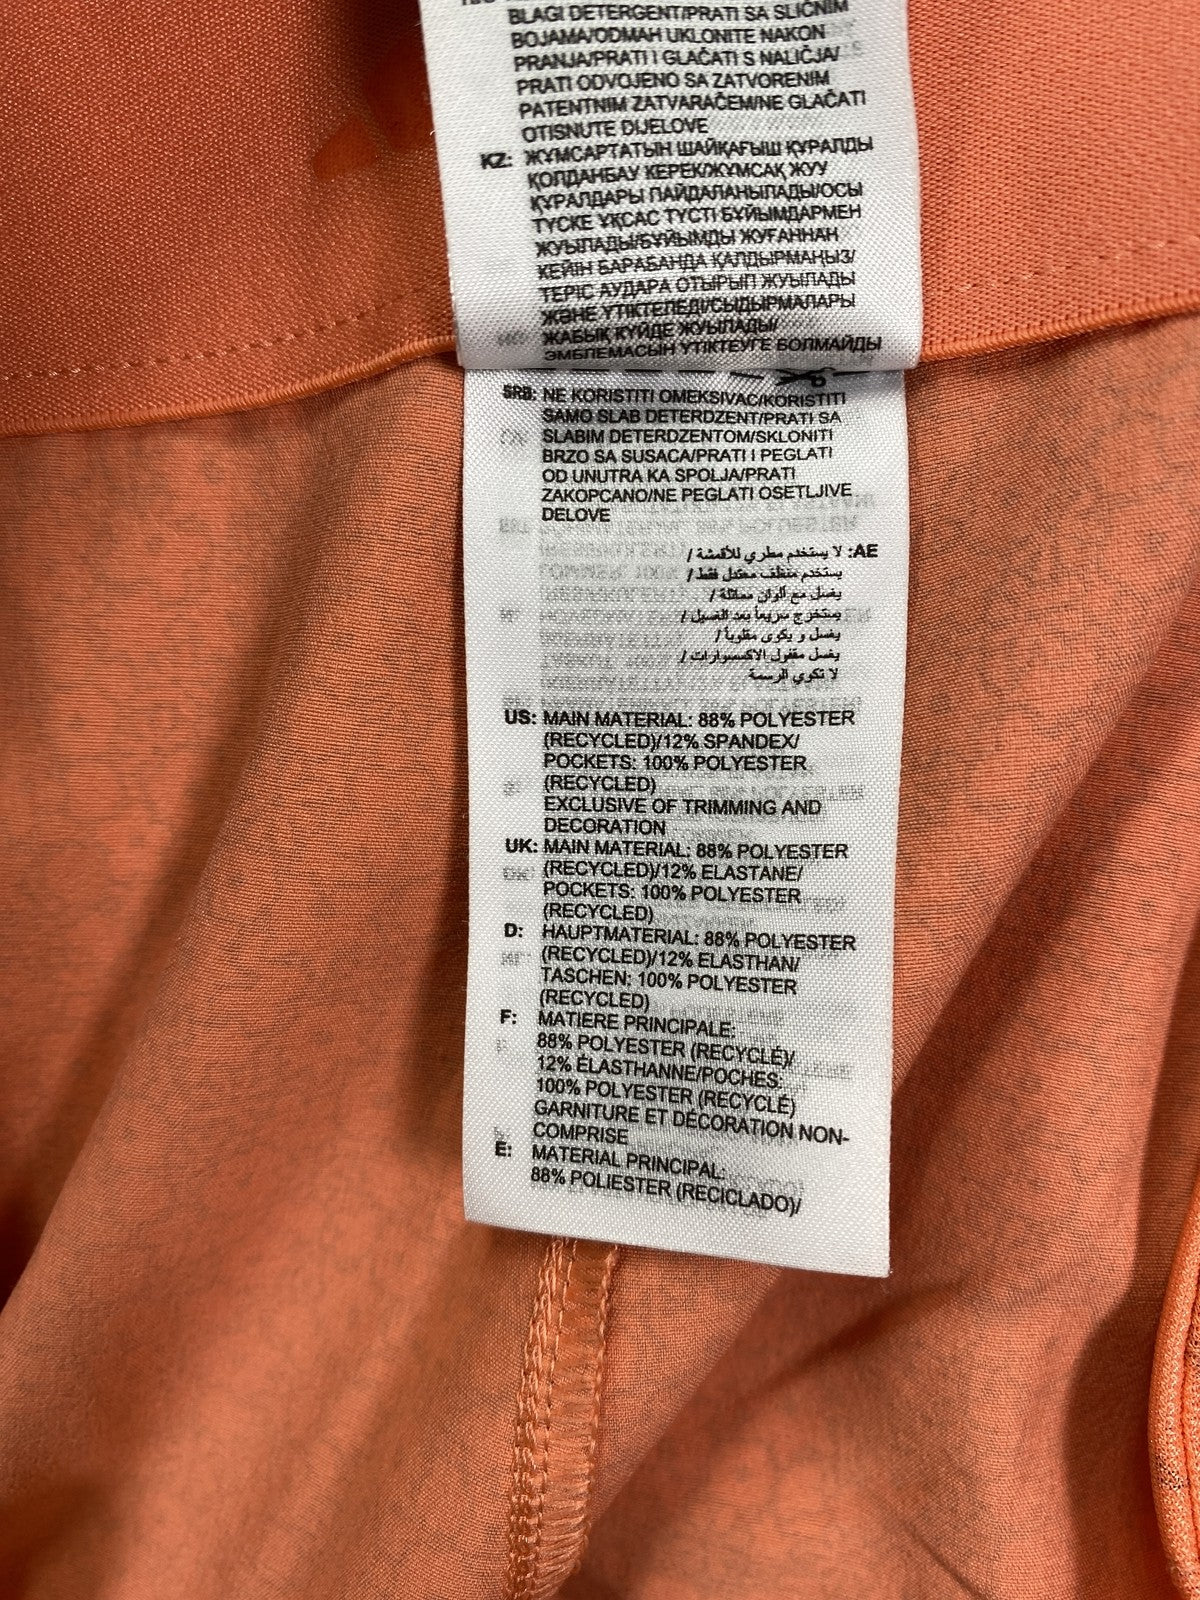 BLAGI DETERGENT/PRATI SA SLIČNIM
BOJAMA/ODMAH UKLONITE NAKON
PRANJA/PRATI I GLAČATI S NALIČJA/
PRATI ODVOJENO SA ZATVORENIM
PATENTNIM ZATVARAČEM/NE GLAČATI
OTISNUTE DIJELOVE
KZ: ЖҰМСАРТАТЫН ШАЙҚАҒЫШ ҚҰРАЛДЫ
ҚОЛДАНБАУ КЕРЕК/ЖҰМСАҚ ЖУУ
ҚҰРАЛДАРЫ ПАЙДАЛАНЫЛАДЫ/ОСЫ
ТҮСКЕ ҰҚСАС ТҮСТІ БҰЙЫМДАРМЕН
ЖУЫЛАДЫ/БҰЙЫМДЫ ЖУҒАННАН
КЕЙІН БАРАБАНДА ҚАЛДЫРМАҢЫЗ/
ТЕРІС АУДАРА ОТЫРЫП ЖУЫЛАДЫ
ЖӘНЕ ҮТІКТЕЛЕДІ/СЫДЫРМАЛАРЫ
ЖАБЫҚ КҮЙДЕ ЖУЫЛАДЫ/
ЭМБЛЕМАСЫН ҮТІКТЕУГЕ БОЛМАЙДЫ
SRB: NE KORISTITI OMEKSIVAC/KORISTITI
SAMO SLAB DETERDZENT/PRATI SA
SLABIM DETERDZENTOM/SKLONITI
BRZO SA SUSACA/PRATI I PEGLATI
OD UNUTRA KA SPOLJA/PRATI
ZAKOPCANO/NE PEGLATI OSETLJIVE
DELOVE
AE: لا يستخدم مطري للأقمشة /
يستخدم منظف معتدل فقط /
يغسل مع ألوان مماثلة /
يستخرج سريعاً بعد الغسيل /
يغسل و يكوى مقلوباً /
يغسل مقفول الاكسسوارات /
لا تكوي الرسمة
US: MAIN MATERIAL: 88% POLYESTER
(RECYCLED)/12% SPANDEX/
POCKETS: 100% POLYESTER
(RECYCLED)
EXCLUSIVE OF TRIMMING AND
DECORATION
UK: MAIN MATERIAL: 88% POLYESTER
(RECYCLED)/12% ELASTANE/
POCKETS: 100% POLYESTER
(RECYCLED)
D: HAUPTMATERIAL: 88% POLYESTER
(RECYCLED)/12% ELASTHAN/
TASCHEN: 100% POLYESTER
(RECYCLED)
F: MATIERE PRINCIPALE:
88% POLYESTER (RECYCLÉ)/
12% ÉLASTHANNE/POCHES:
100% POLYESTER (RECYCLÉ)
GARNITURE ET DÉCORATION NON-
COMPRISE
E: MATERIAL PRINCIPAL:
88% POLIESTER (RECICLADO)/